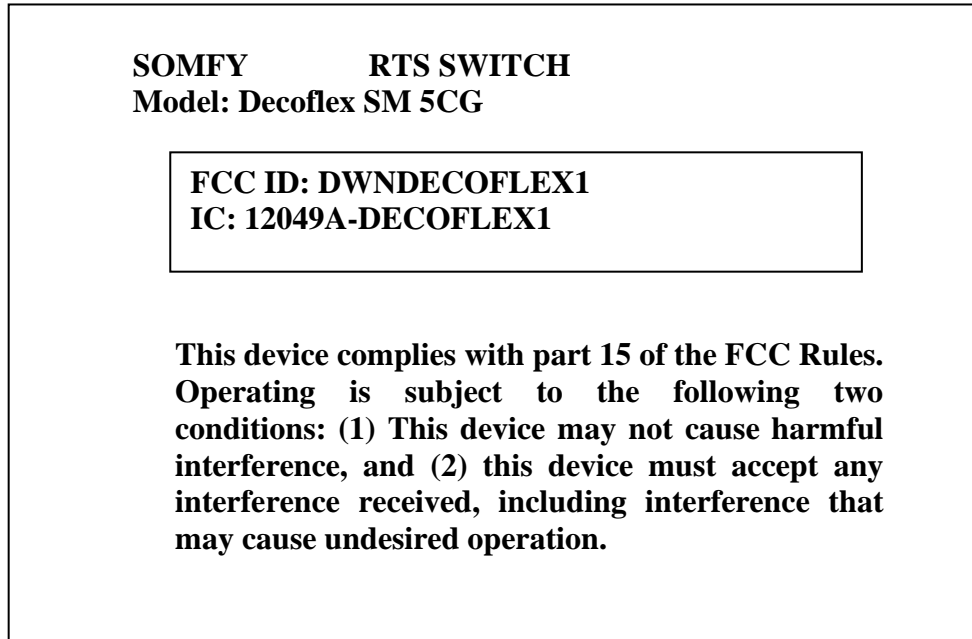 SOMFY RTS SWITCH
Model: Decoflex SM 5CG
FCC ID: DWNDECOFLEX1
IC: 12049A-DECOFLEX1
This device complies with part 15 of the FCC Rules.
Operating is subject to the following two
conditions: (1) This device may not cause harmful
interference, and (2) this device must accept any
interference received, including interference that
may cause undesired operation.